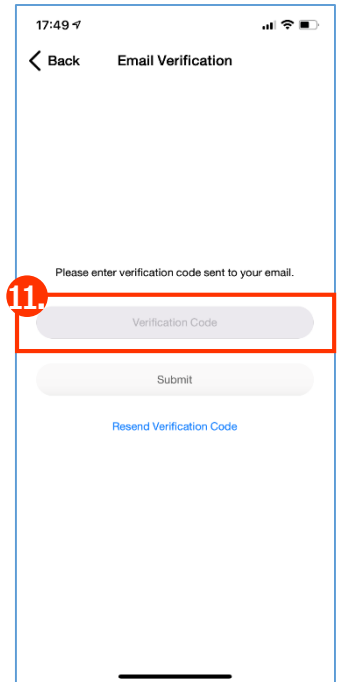 17:49
Back Email Verification
Please enter verification code sent to your email.
11.
Verification Code
Submit
Resend Verification Code